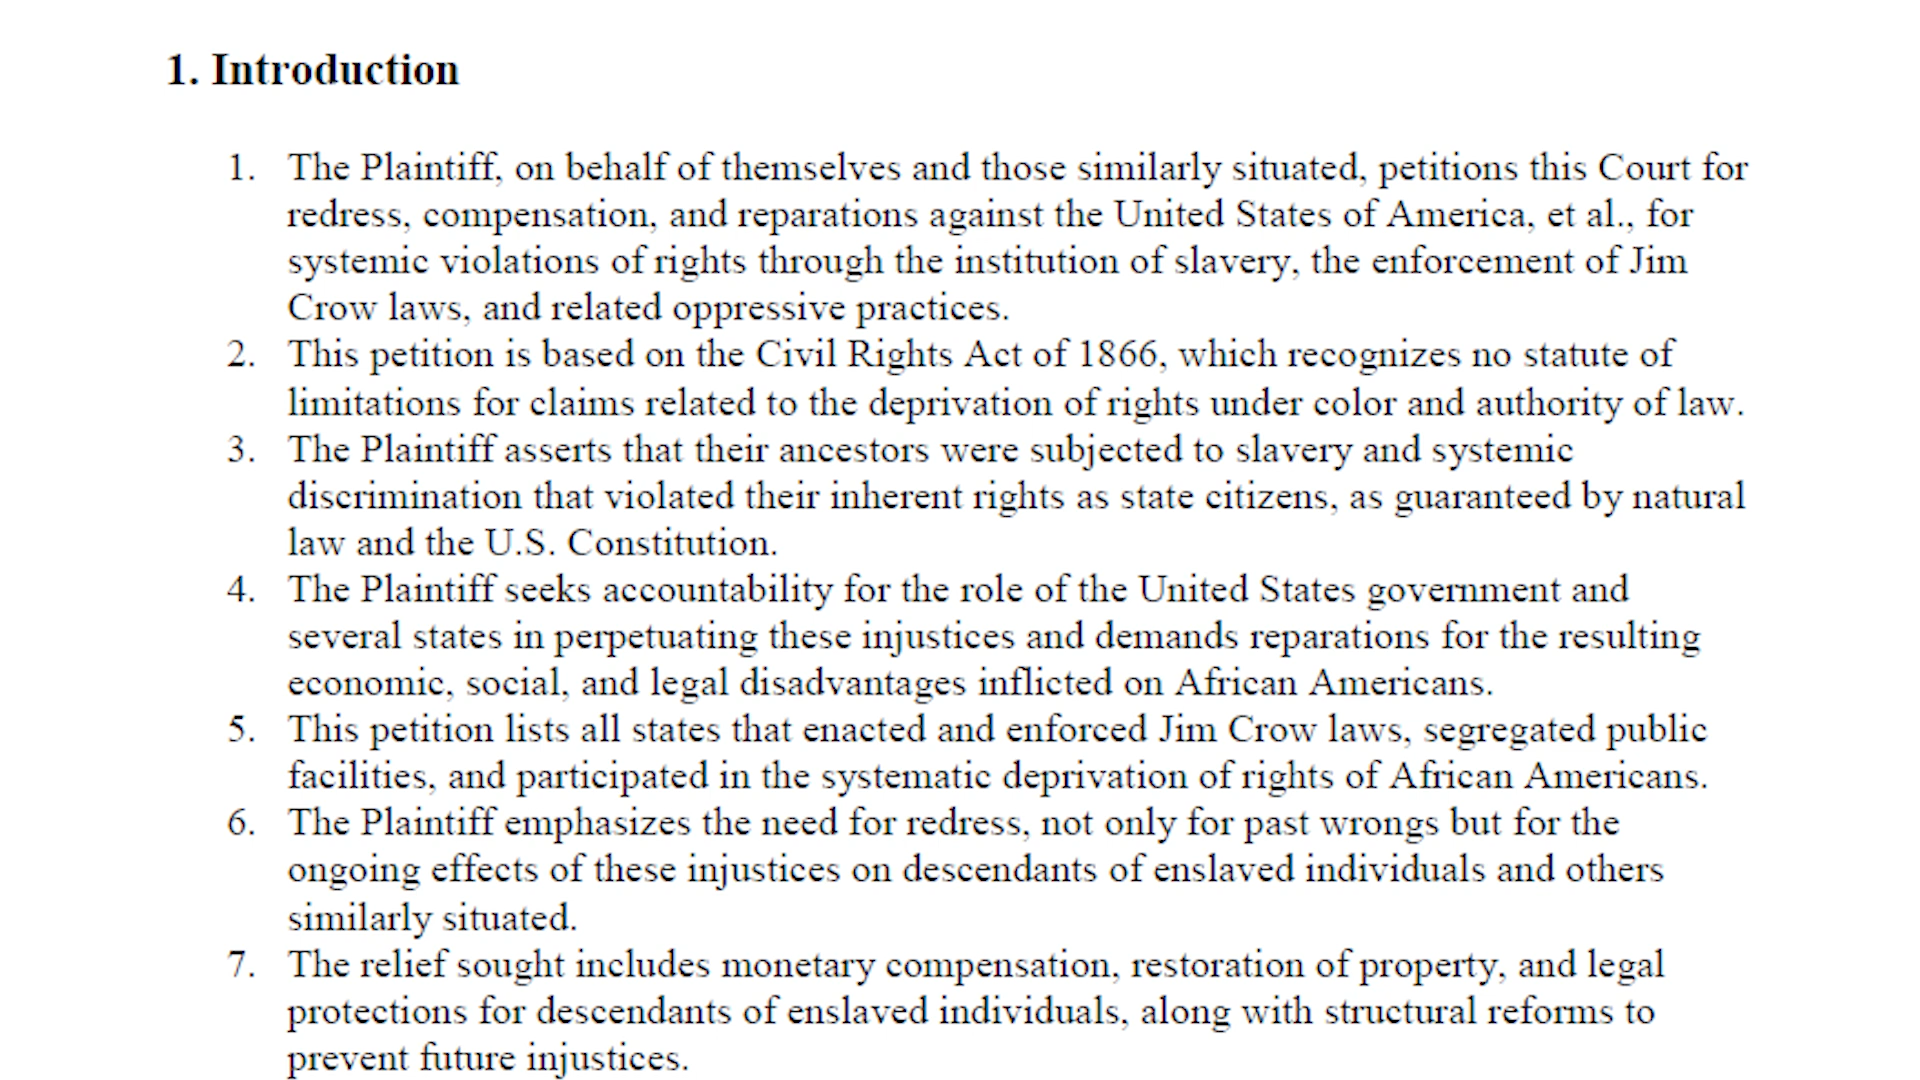 1. Introduction
1. The Plaintiff, on behalf of themselves and those similarly situated, petitions this Court for
redress, compensation, and reparations against the United States of America, et al., for
systemic violations of rights through the institution of slavery, the enforcement of Jim
Crow laws, and related oppressive practices.
2. This petition is based on the Civil Rights Act of 1866, which recognizes no statute of
limitations for claims related to the deprivation of rights under color and authority of law.
3. The Plaintiff asserts that their ancestors were subjected to slavery and systemic
discrimination that violated their inherent rights as state citizens, as guaranteed by natural
law and the U.S. Constitution.
4. The Plaintiff seeks accountability for the role of the United States government and
several states in perpetuating these injustices and demands reparations for the resulting
economic, social, and legal disadvantages inflicted on African Americans.
5. This petition lists all states that enacted and enforced Jim Crow laws, segregated public
facilities, and participated in the systematic deprivation of rights of African Americans.
6. The Plaintiff emphasizes the need for redress, not only for past wrongs but for the
ongoing effects of these injustices on descendants of enslaved individuals and others
similarly situated.
7. The relief sought includes monetary compensation, restoration of property, and legal
protections for descendants of enslaved individuals, along with structural reforms to
prevent future injustices.